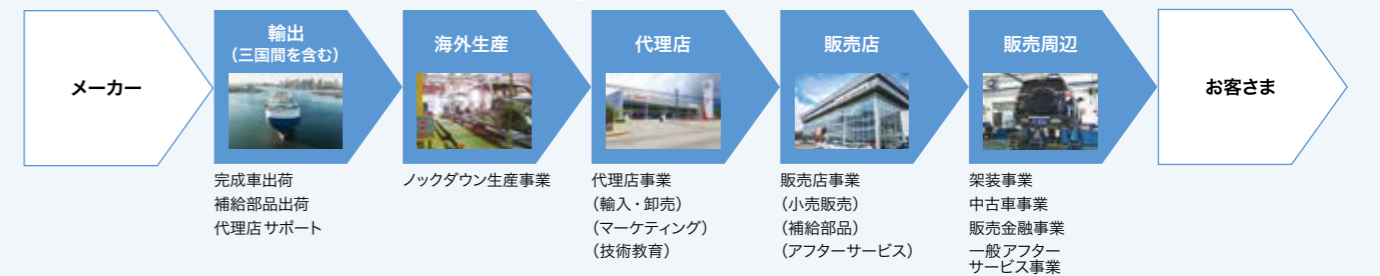 メーカー
輸出
（三国間を含む）
完成車出荷
補給部品出荷
代理店サポート
海外生産
ノックダウン生産事業
代理店
代理店事業
（輸入・卸売）
（マーケティング）
（技術教育）
販売店
販売店事業
（小売販売）
（補給部品）
（アフターサービス）
販売周辺
架装事業
中古車事業
販売金融事業
一般アフター
サービス事業
お客さま